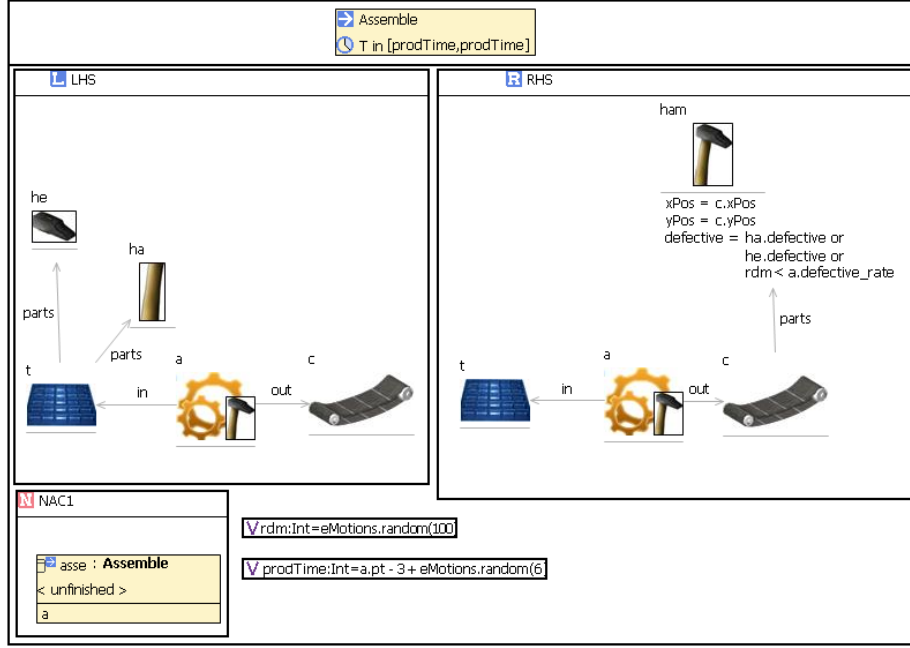 Assemble
T in [prodTime,prodTime]
L LHS
he
ha
parts
parts
t
a
c
in
out
R RHS
ham
xPos = c.xPos
yPos = c.yPos
defective = ha.defective or
he.defective or
rdm < a.defective_rate
parts
t
a
c
in
out
N NAC1
asse : Assemble
< unfinished >
a
V rdm:Int=eMotions.random(100)
V prodTime:Int=a.pt - 3 + eMotions.random(6)